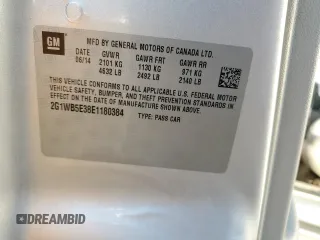 GM
MFD BY GENERAL MOTORS OF CANADA LTD.
DATE GVWR GAWR FRT GAWR RR
06/14 2101 KG 1130 KG 971 KG
4632 LB 2492 LB 2140 LB
THIS VEHICLE CONFORMS TO ALL APPLICABLE U.S. FEDERAL MOTOR
VEHICLE SAFETY, BUMPER, AND THEFT PREVENTION STANDARDS
IN EFFECT ON THE DATE OF MANUFACTURE SHOWN ABOVE.
2G1WB5E38E1180384 TYPE: PASS CAR
DREAMBID